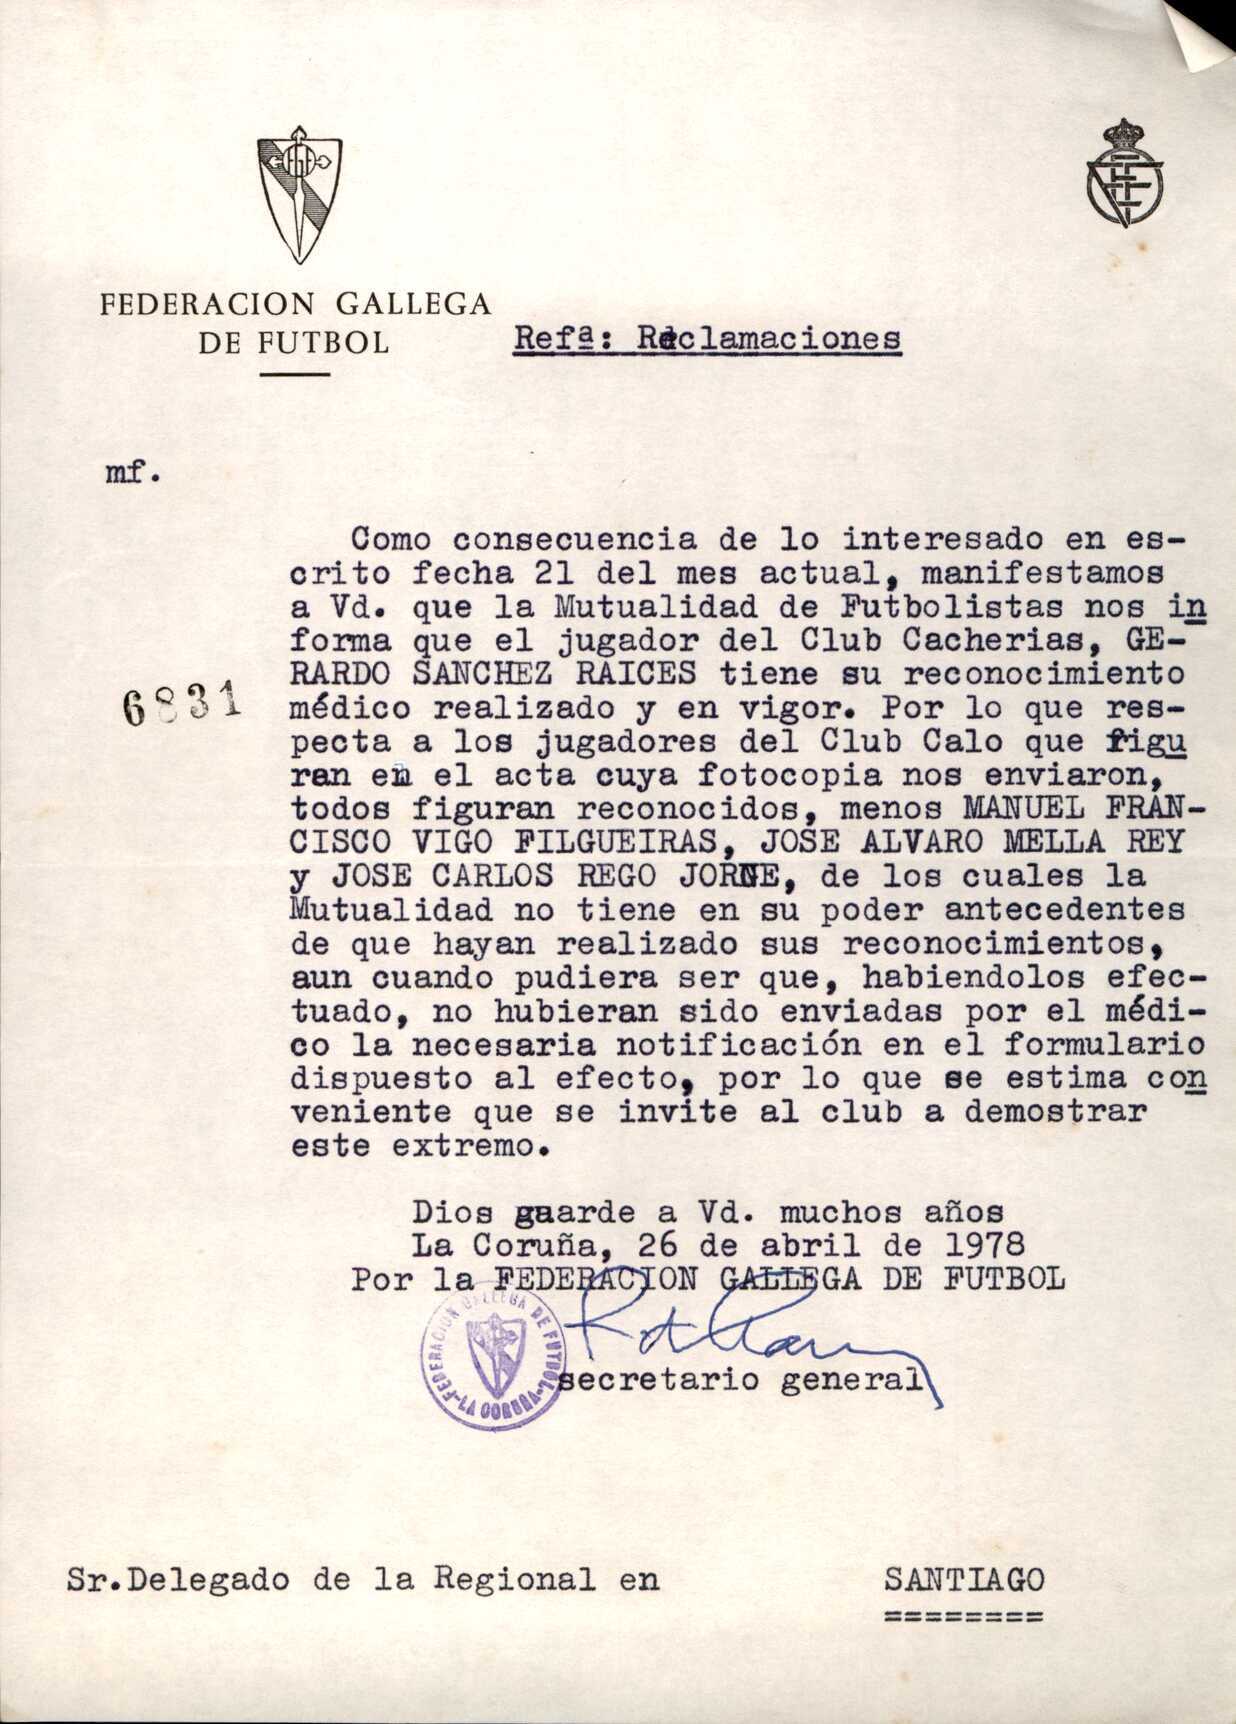 FEDERACION GALLEGA
DE FUTBOL
Refª: Reclamaciones
mf.
Como consecuencia de lo interesado en es-
crito fecha 21 del mes actual, manifestamos
a Vd. que la Mutualidad de Futbolistas nos in
forma que el jugador del Club Cacherias, GE-
RARDO SANCHEZ RAICES tiene su reconocimiento
6831
médico realizado y en vigor. Por lo que res-
pecta a los jugadores del Club Calo que figu
ran en el acta cuya fotocopia nos enviaron,
todos figuran reconocidos, menos MANUEL FRAN-
CISCO VIGO FILGUEIRAS, JOSE ALVARO MELLA REY
y JOSE CARLOS REGO JORGE, de los cuales la
Mutualidad no tiene en su poder antecedentes
de que hayan realizado sus reconocimientos,
aun cuando pudiera ser que, habiendolos efec-
tuado, no hubieran sido enviadas por el médi-
co la necesaria notificación en el formulario
dispuesto al efecto, por lo que se estima con
veniente que se invite al club a demostrar
este extremo.
Dios guarde a Vd. muchos años
La Coruña, 26 de abril de 1978
Por la FEDERACION GALLEGA DE FUTBOL
FEDERACION GALLEGA DE FUTBOL
-LA CORUÑA-
secretario general
Sr.Delegado de la Regional en SANTIAGO
========